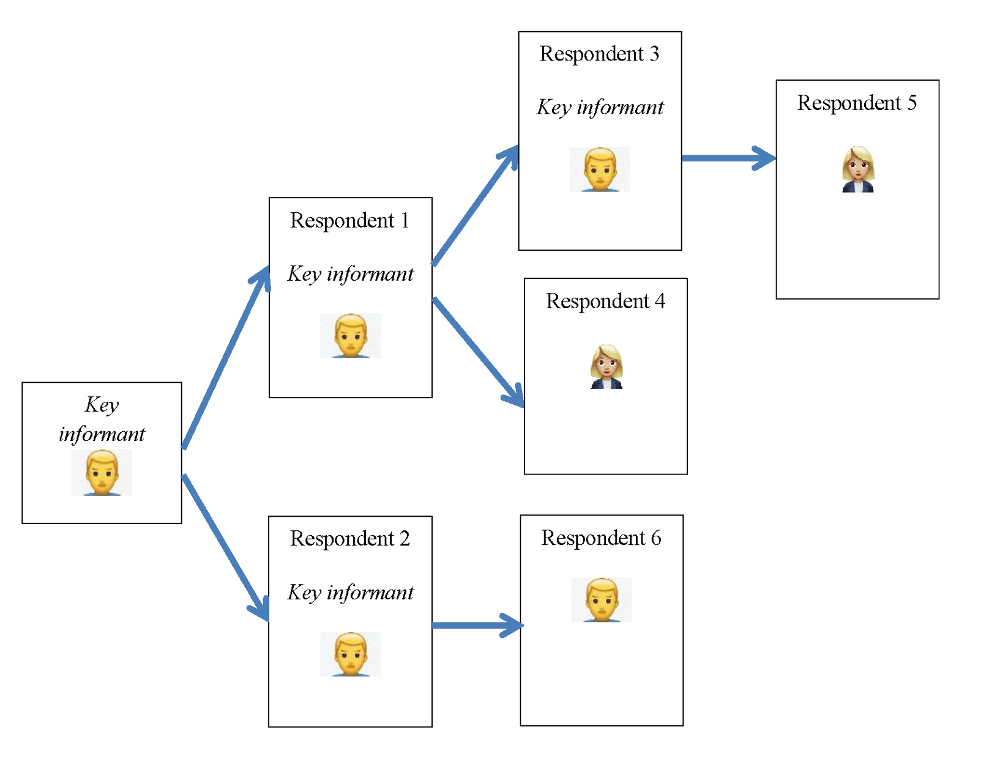 Key
informant
Respondent 1
Key informant
Respondent 2
Key informant
Respondent 3
Key informant
Respondent 4
Respondent 6
Respondent 5